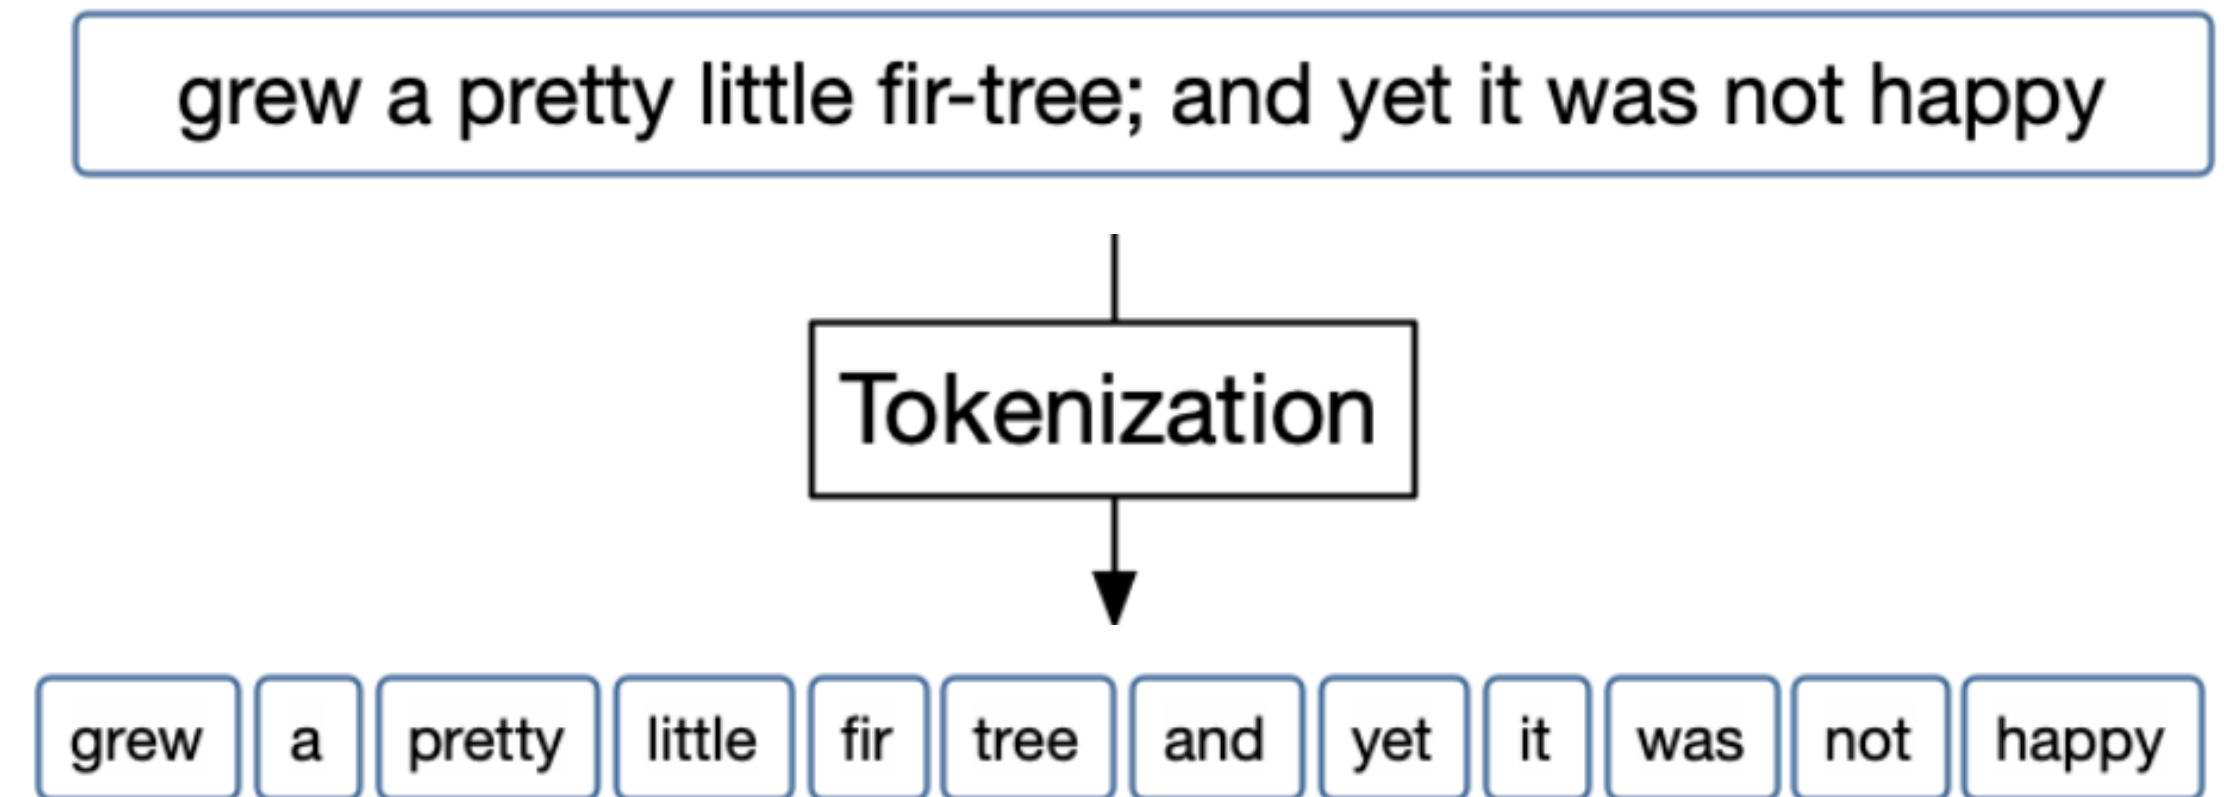 grew a pretty little fir-tree; and yet it was not happy
Tokenization
grew a pretty little fir tree and yet it was not happy